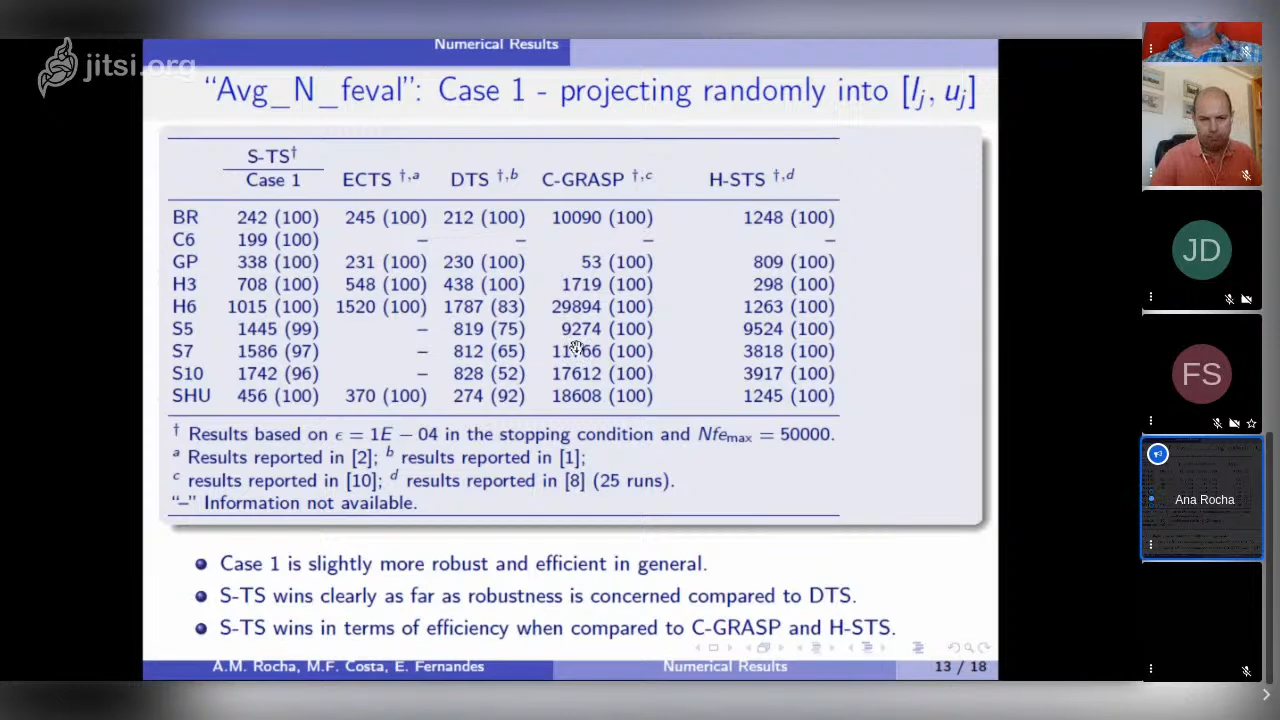 jitsi.org
Numerical Results
“Avg_N_feval”: Case 1 - projecting randomly into [lj, uj]
S-TS†
Case 1 ECTS †,a DTS †,b C-GRASP †,c H-STS †,d
BR 242 (100) 245 (100) 212 (100) 10090 (100) 1248 (100)
C6 199 (100) – – – –
GP 338 (100) 231 (100) 230 (100) 53 (100) 809 (100)
H3 708 (100) 548 (100) 438 (100) 1719 (100) 298 (100)
H6 1015 (100) 1520 (100) 1787 (83) 29894 (100) 1263 (100)
S5 1445 (99) – 819 (75) 9274 (100) 9524 (100)
S7 1586 (97) – 812 (65) (100) 3818 (100)
S10 1742 (96) – 828 (52) 17612 (100) 3917 (100)
SHU 456 (100) 370 (100) 274 (92) 18608 (100) 1245 (100)
† Results based on ϵ = 1E − 04 in the stopping condition and Nfemax = 50000.
a Results reported in [2]; b results reported in [1];
c results reported in [10]; d results reported in [8] (25 runs).
“–” Information not available.
Case 1 is slightly more robust and efficient in general.
S-TS wins clearly as far as robustness is concerned compared to DTS.
S-TS wins in terms of efficiency when compared to C-GRASP and H-STS.
A.M. Rocha, M.F. Costa, E. Fernandes Numerical Results 13 / 18
JD
FS
Ana Rocha